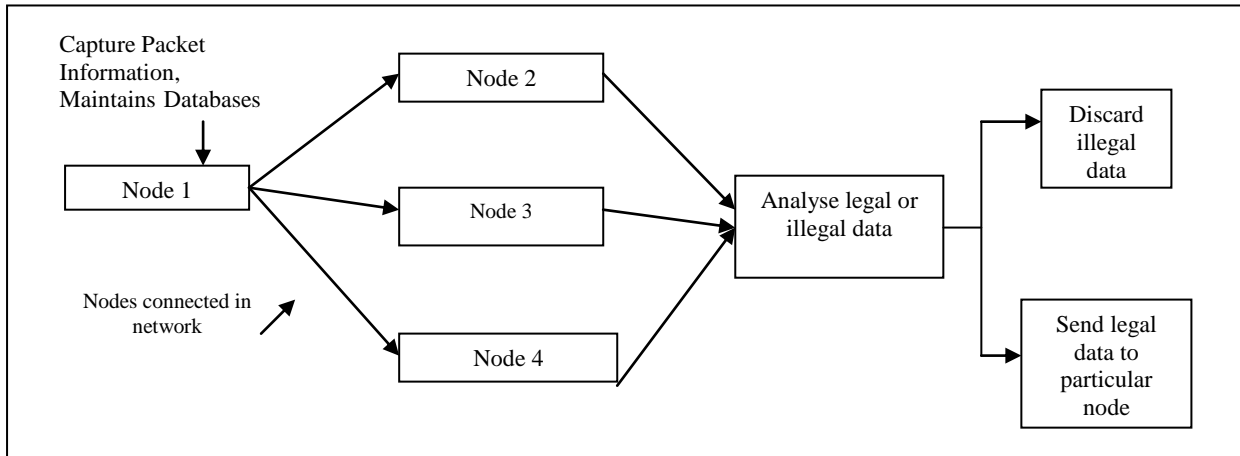 Capture Packet
Information,
Maintains Databases
Node 1
Node 2
Node 3
Node 4
Nodes connected in
network
Analyse legal or
illegal data
Discard
illegal
data
Send legal
data to
particular
node